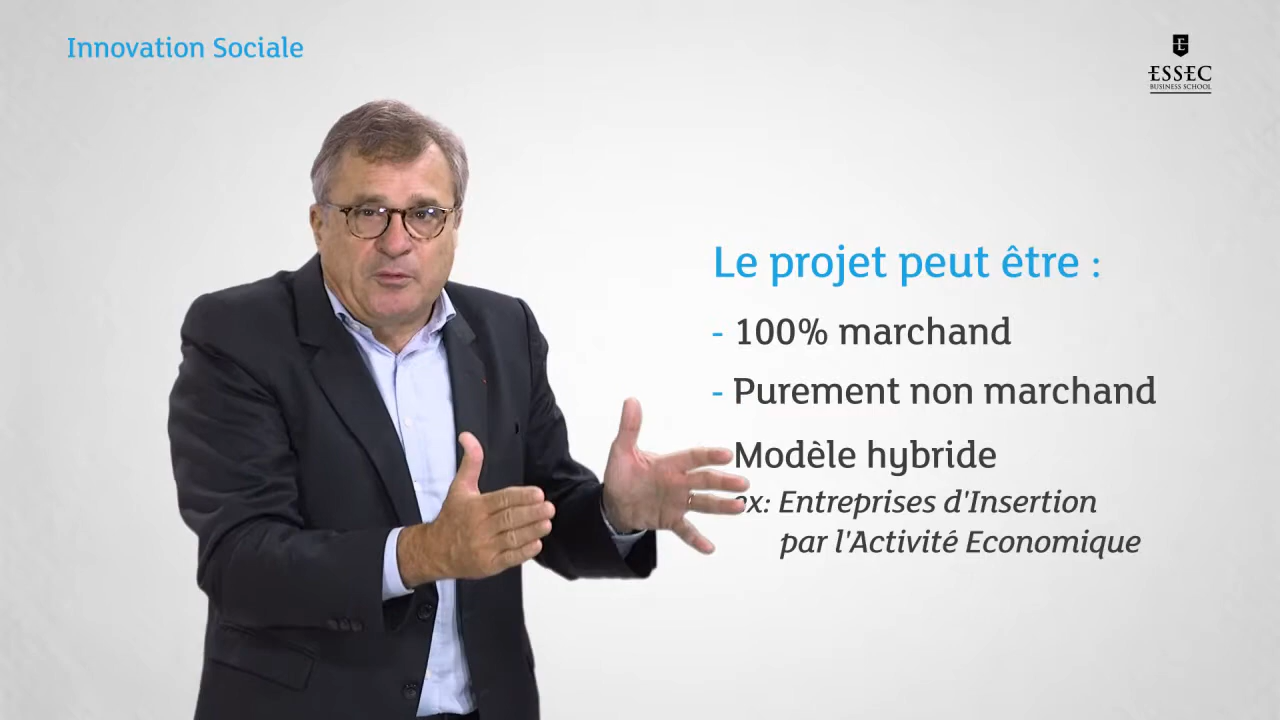 Innovation Sociale
ESSEC
BUSINESS SCHOOL
Le projet peut être :
- 100% marchand
- Purement non marchand
Modèle hybride
ex: Entreprises d'Insertion
par l'Activité Economique